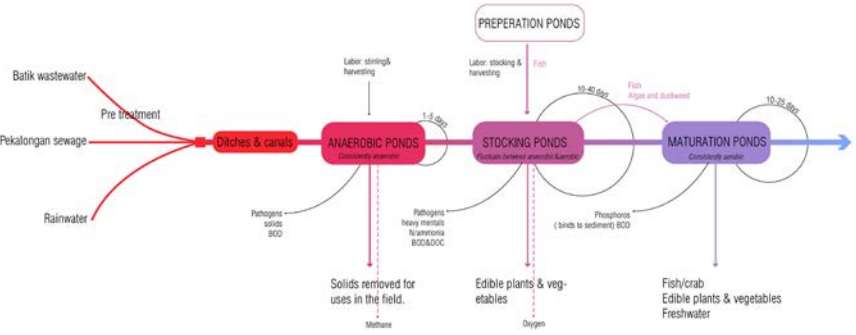 PREPERATION PONDS
Batik wastewater
Pre treatment
Pekalongan sewage
Rainwater
Ditches & canals
Labor: stirring&
harvesting
1-5 days
ANAEROBIC PONDS
Consistently anaerobic
Pathogens
solids
BOD
Solids removed for
uses in the field.
Methane
Labor: stacking &
harvesting
Fish
10-40 days
STOCKING PONDS
Fluctuate between anaerobic &aerobic
Pathogens
heavy mentals
N/ammonia
BOD&DOC
Edible plants & veg-
etables
Oxygen
Fish
Algae and duckweed
10-25 days
MATURATION PONDS
Consistently aerobic
Phosphoros
( binds to sediment) BOD
Fish/crab
Edible plants & vegetables
Freshwater